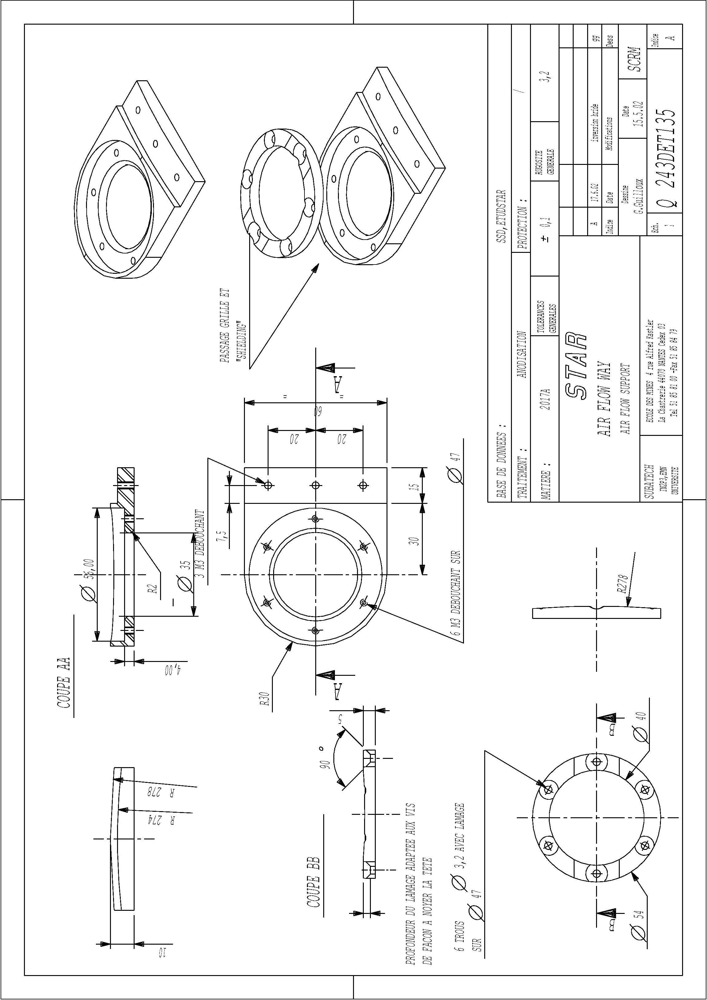 COUPE AA
10
R 278
R 274
Ø 56,00
4,00
R2
Ø 35
3 M3 DEBOUCHANT
7,5
20
20
60
=
=
A
A
R30
30
15
6 M3 DEBOUCHANT SUR
Ø 47
PASSAGE GRILLE ET
"SHIELDING"
COUPE BB
90 °
5
PROFONDEUR DU LAMAGE ADAPTEE AUX VIS
DE FACON A NOYER LA TETE
6 TROUS Ø 3,2 AVEC LAMAGE
SUR Ø 47
B
B
Ø 54
Ø 40
R278
BASE DE DONNEES : SSD,ETUDSTAR
TRAITEMENT : ANODISATION
PROTECTION : /
MATIERE : 2017A
TOLERANCES
GENERALES
± 0,1
RUGOSITE
GENERALE
3,2
STAR
AIR FLOW WAY
AIR FLOW SUPPORT
A 17.6.02 inversion bride gg
Indice Date Modifications Dess
Dessine
G.Guilloux
Date
15.5.02
SCRM
SUBATECH
IN2P3,EMN
UNIVERSITE
ECOLE DES MINES 4 rue Alfred Kastler
La Chantrerie 44070 NANTES Cedex 03
Tel 51 85 81 00 -Fax 51 85 84 79
Ech.
1
Q 243DET135
Indice
A